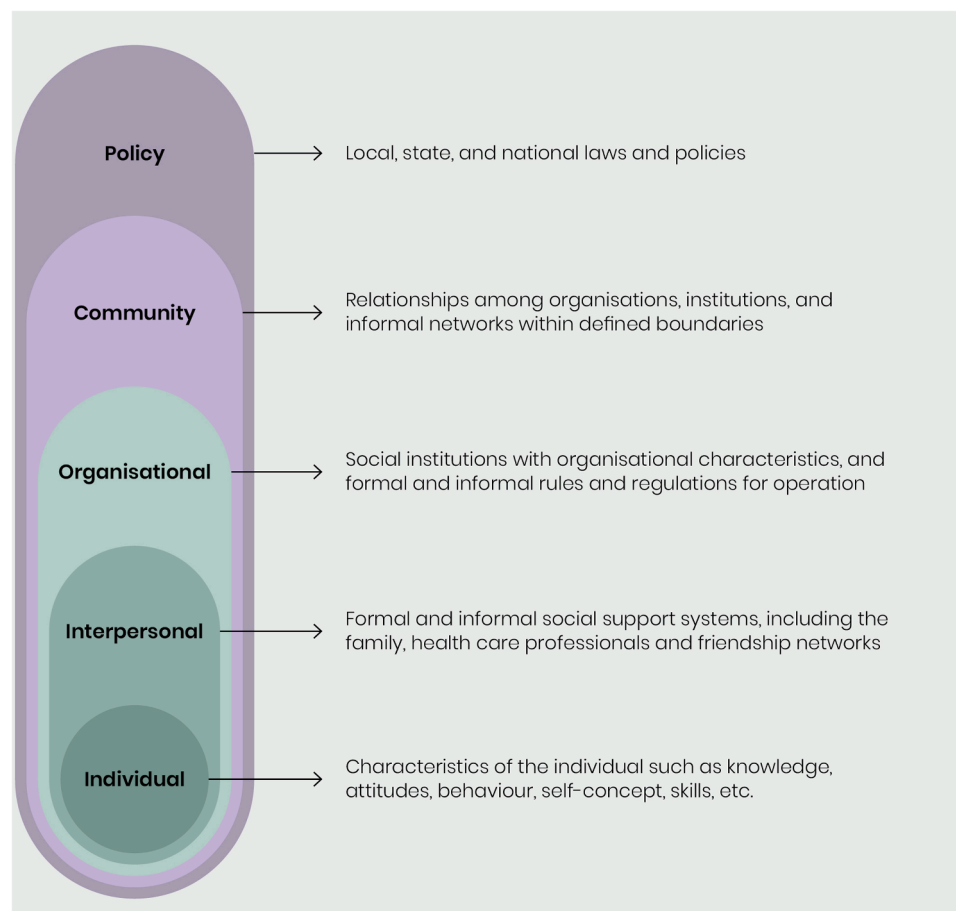 Policy
Local, state, and national laws and policies
Community
Relationships among organisations, institutions, and
informal networks within defined boundaries
Organisational
Social institutions with organisational characteristics, and
formal and informal rules and regulations for operation
Interpersonal
Formal and informal social support systems, including the
family, health care professionals and friendship networks
Individual
Characteristics of the individual such as knowledge,
attitudes, behaviour, self-concept, skills, etc.